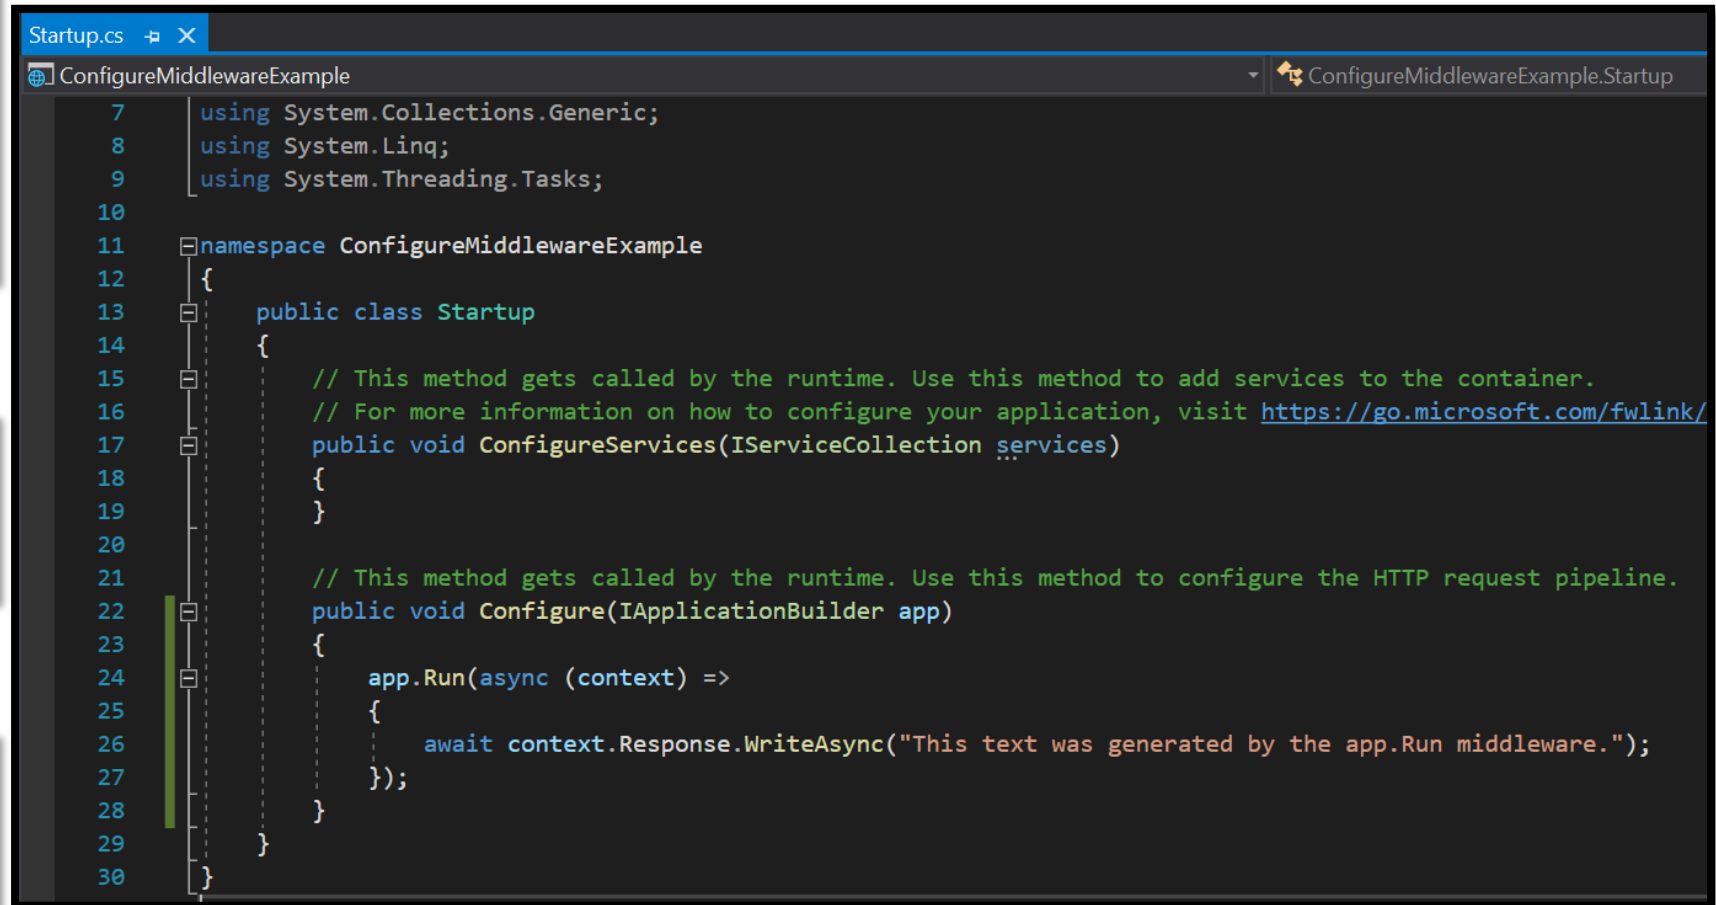 Startup.cs
ConfigureMiddlewareExample ConfigureMiddlewareExample.Startup
7 using System.Collections.Generic;
8 using System.Linq;
9 using System.Threading.Tasks;
10
11 namespace ConfigureMiddlewareExample
12 {
13 public class Startup
14 {
15 // This method gets called by the runtime. Use this method to add services to the container.
16 // For more information on how to configure your application, visit https://go.microsoft.com/fwlink/
17 public void ConfigureServices(IServiceCollection services)
18 {
19 }
20
21 // This method gets called by the runtime. Use this method to configure the HTTP request pipeline.
22 public void Configure(IApplicationBuilder app)
23 {
24 app.Run(async (context) =>
25 {
26 await context.Response.WriteAsync("This text was generated by the app.Run middleware.");
27 });
28 }
29 }
30 }